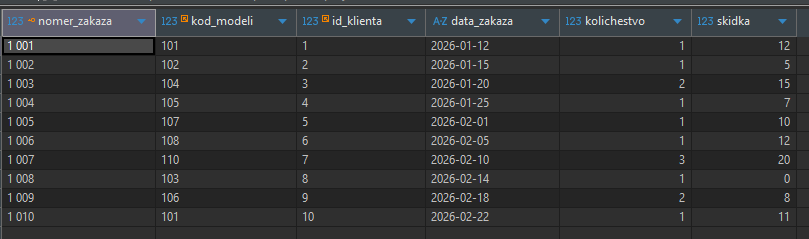 123 nomer_zakaza 123 kod_modeli 123 id_klienta A-Z data_zakaza 123 kolichestvo 123 skidka
1 001 101 1 2026-01-12 1 12
1 002 102 2 2026-01-15 1 5
1 003 104 3 2026-01-20 2 15
1 004 105 4 2026-01-25 1 7
1 005 107 5 2026-02-01 1 10
1 006 108 6 2026-02-05 1 12
1 007 110 7 2026-02-10 3 20
1 008 103 8 2026-02-14 1 0
1 009 106 9 2026-02-18 2 8
1 010 101 10 2026-02-22 1 11